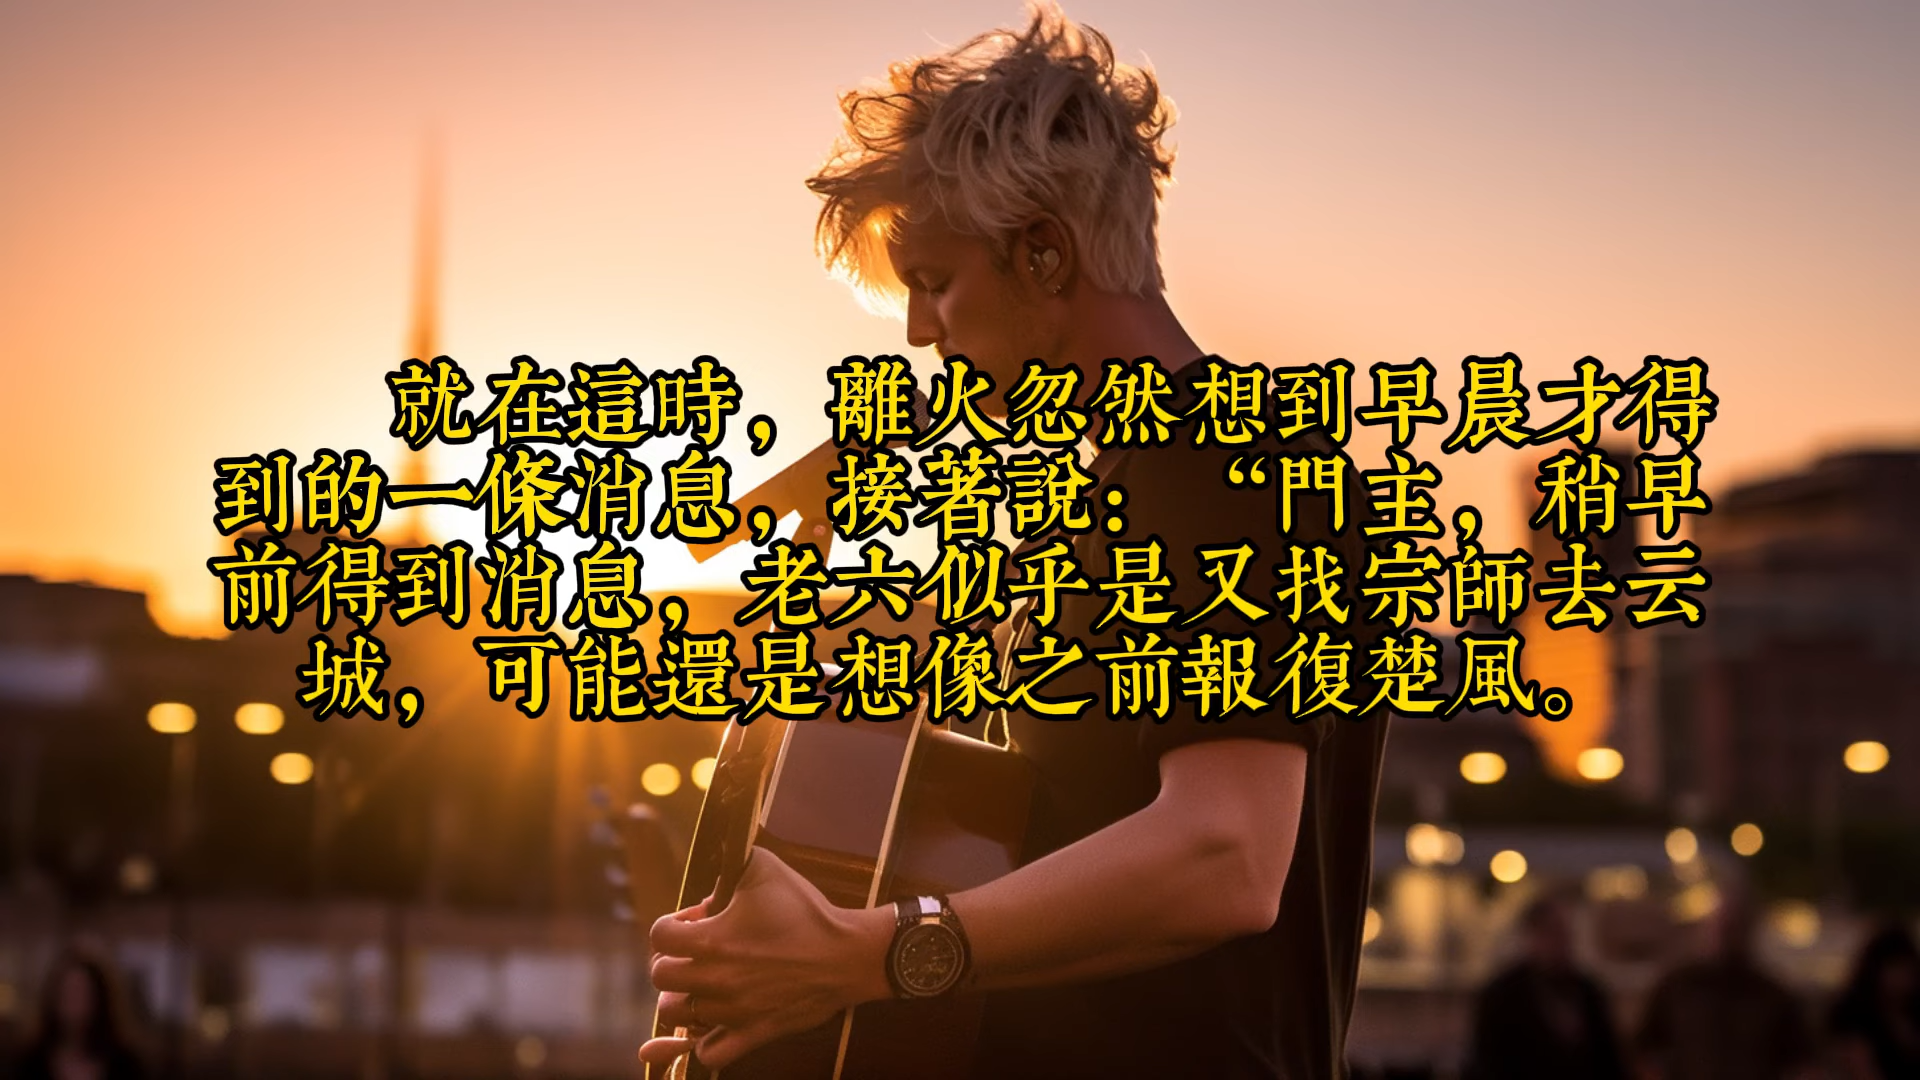 就在這時，離火忽然想到早晨才得
到的一條消息，接著說：“門主，稍早
前得到消息，老六似乎是又找宗師去云
城，可能還是想像之前報復楚風。